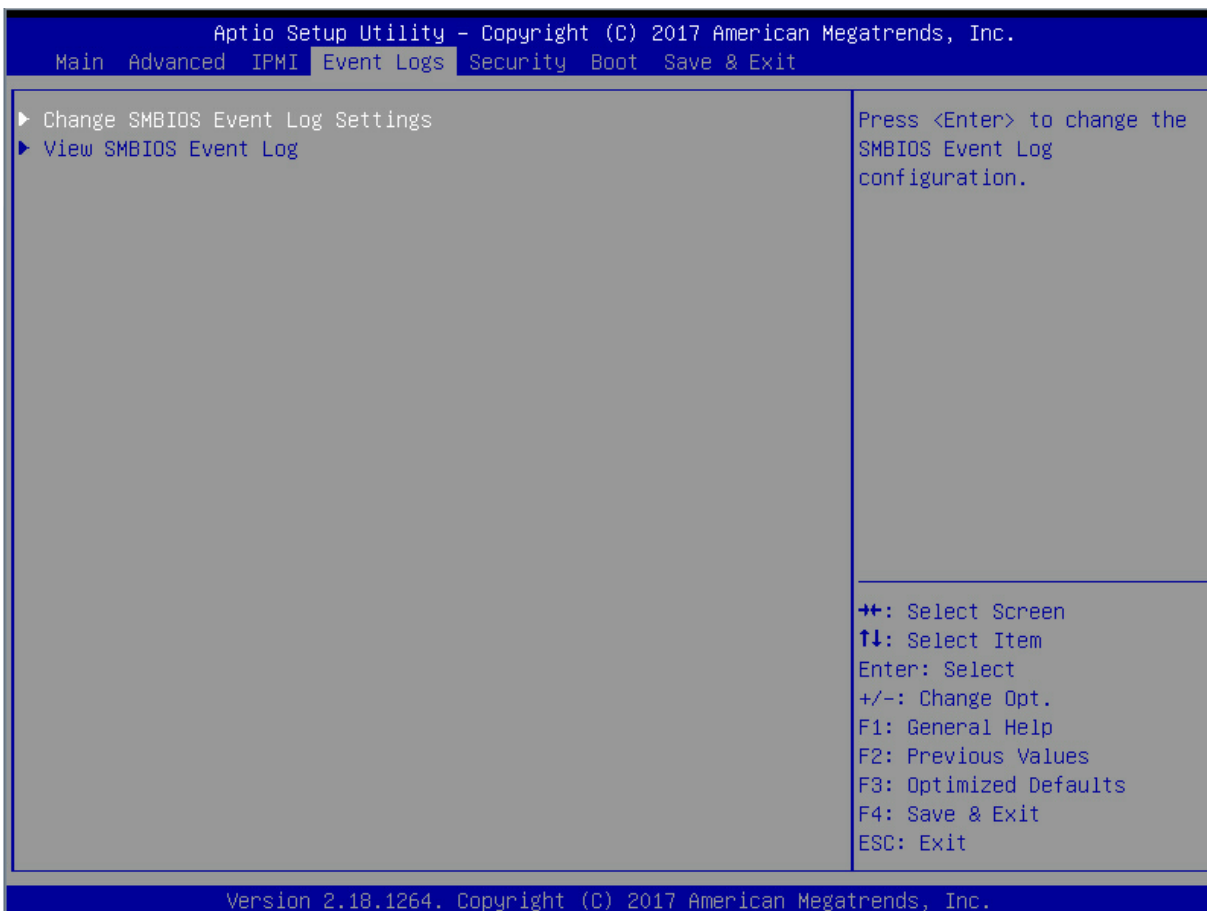 Aptio Setup Utility – Copyright (C) 2017 American Megatrends, Inc.
Main Advanced IPMI Event Logs Security Boot Save & Exit
▶ Change SMBIOS Event Log Settings
▶ View SMBIOS Event Log
Press <Enter> to change the
SMBIOS Event Log
configuration.
→←: Select Screen
↑↓: Select Item
Enter: Select
+/-: Change Opt.
F1: General Help
F2: Previous Values
F3: Optimized Defaults
F4: Save & Exit
ESC: Exit
Version 2.18.1264. Copyright (C) 2017 American Megatrends, Inc.